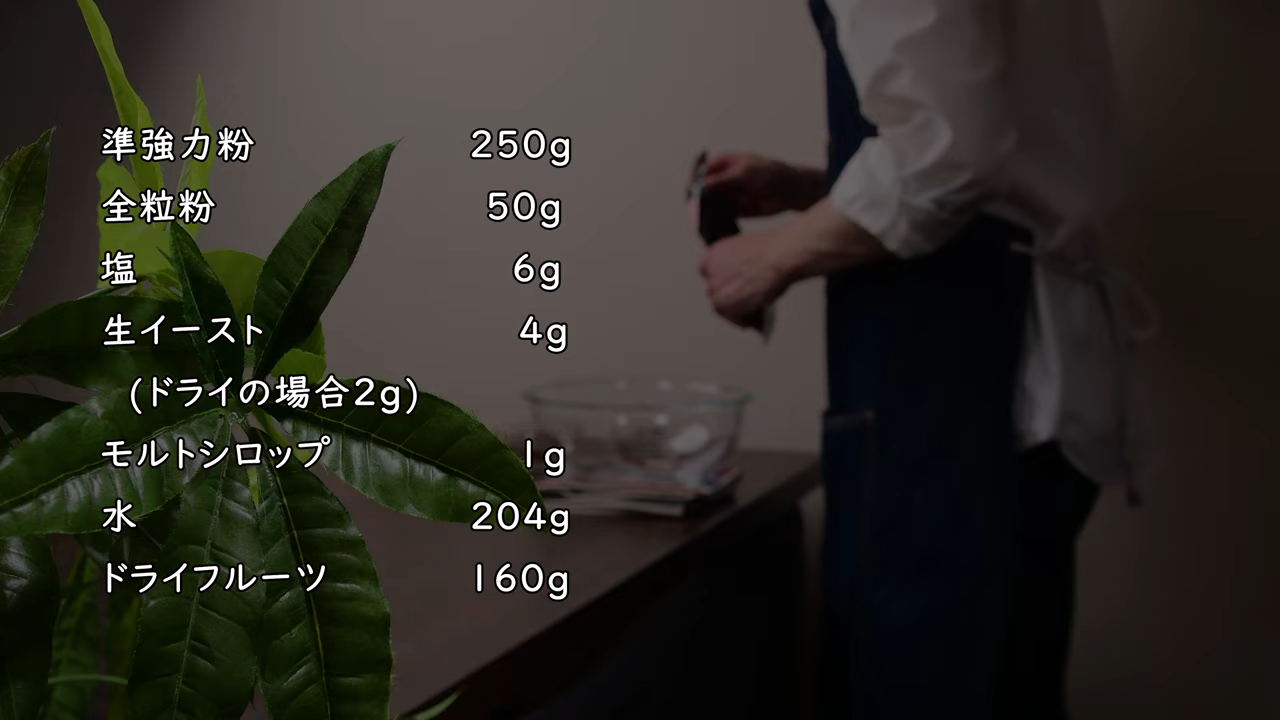 準強力粉 250g
全粒粉 50g
塩 6g
生イースト 4g
(ドライの場合2g)
モルトシロップ 1g
水 204g
ドライフルーツ 160g